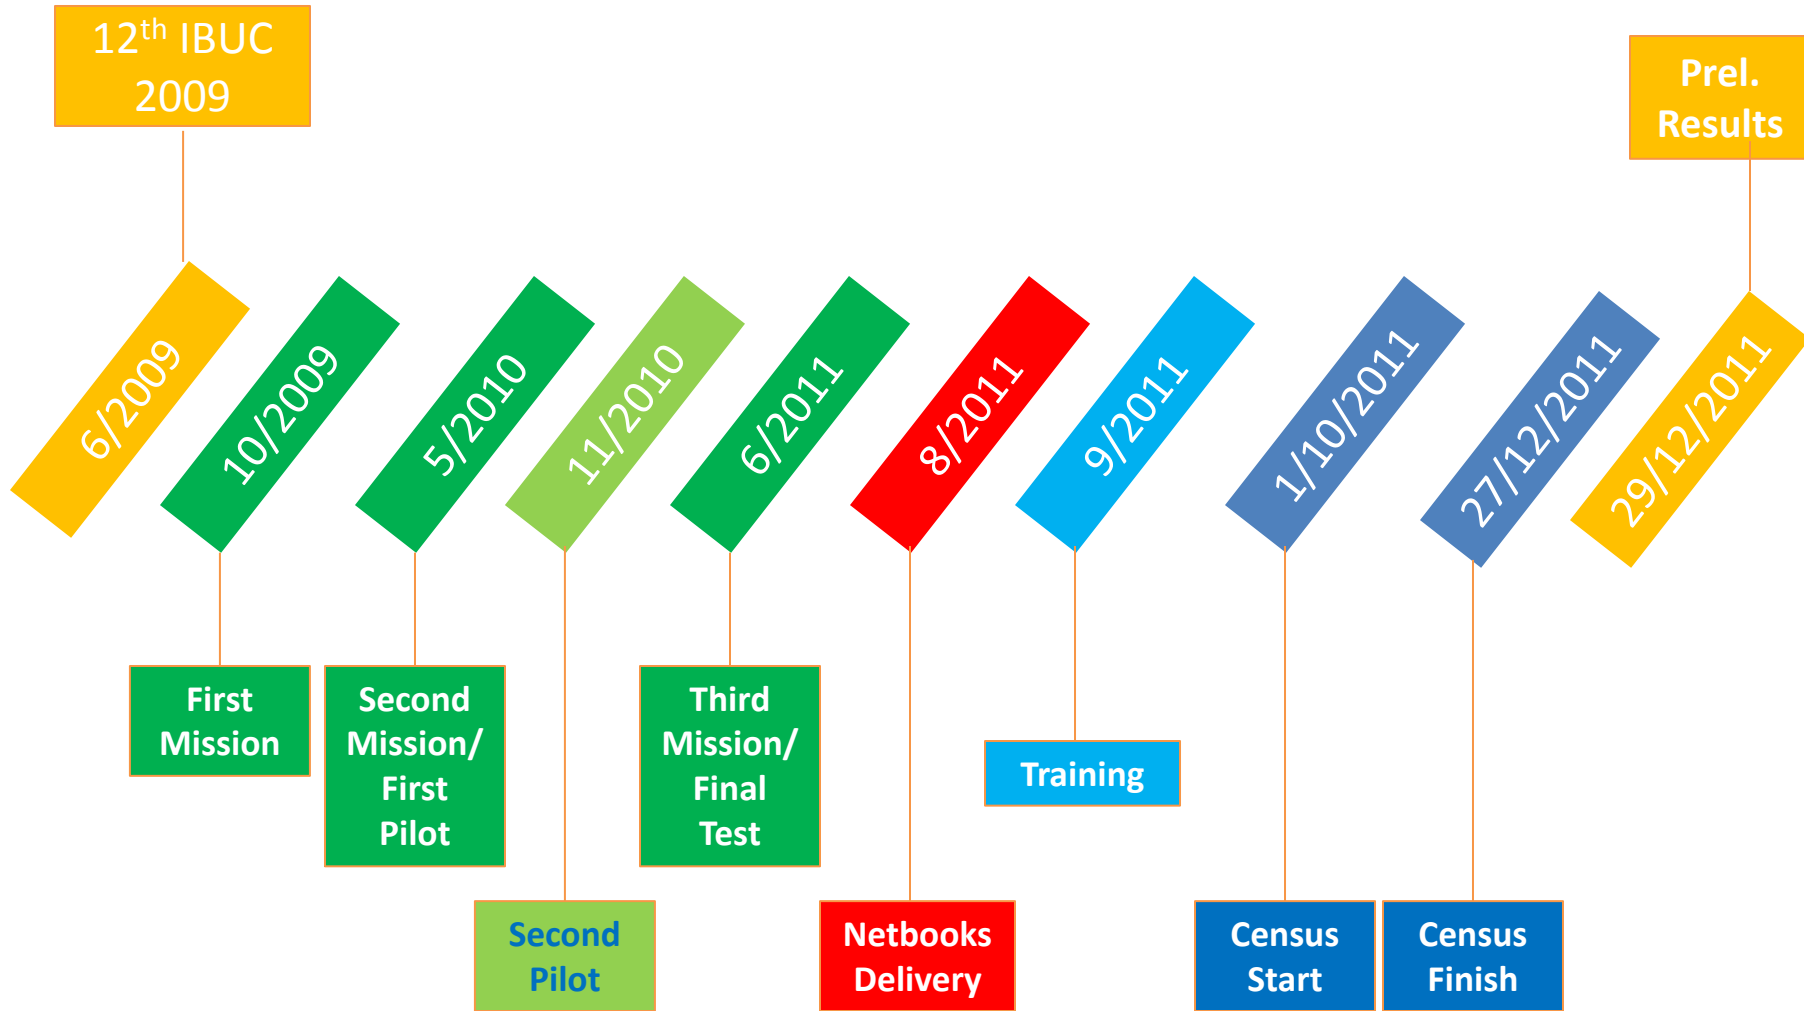 12th IBUC
2009
Prel.
Results
6/2009
10/2009
5/2010
11/2010
6/2011
8/2011
9/2011
1/10/2011
27/12/2011
29/12/2011
First
Mission
Second
Mission/
First
Pilot
Second
Pilot
Third
Mission/
Final
Test
Netbooks
Delivery
Training
Census
Start
Census
Finish